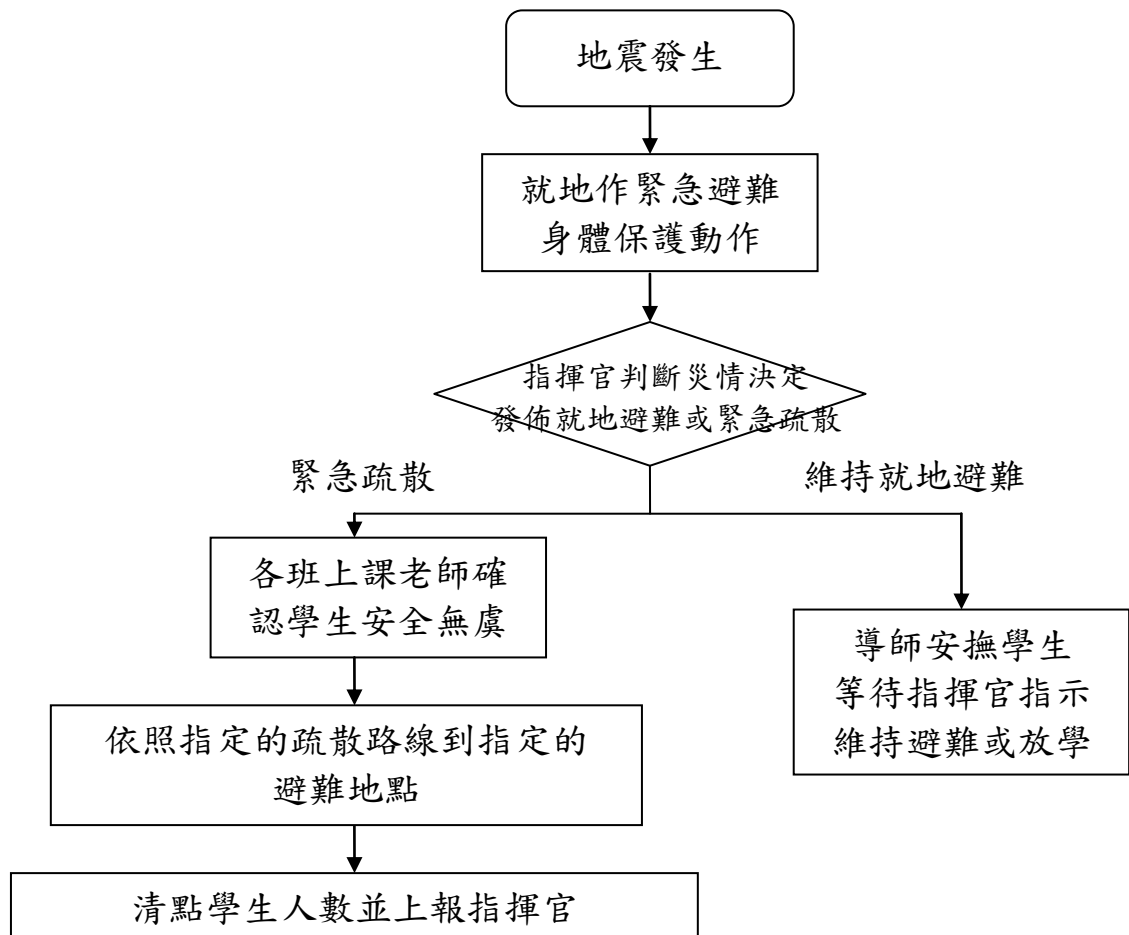 地震發生
就地作緊急避難
身體保護動作
指揮官判斷災情決定
發佈就地避難或緊急疏散
緊急疏散
維持就地避難
各班上課老師確
認學生安全無虞
依照指定的疏散路線到指定的
避難地點
清點學生人數並上報指揮官
導師安撫學生
等待指揮官指示
維持避難或放學